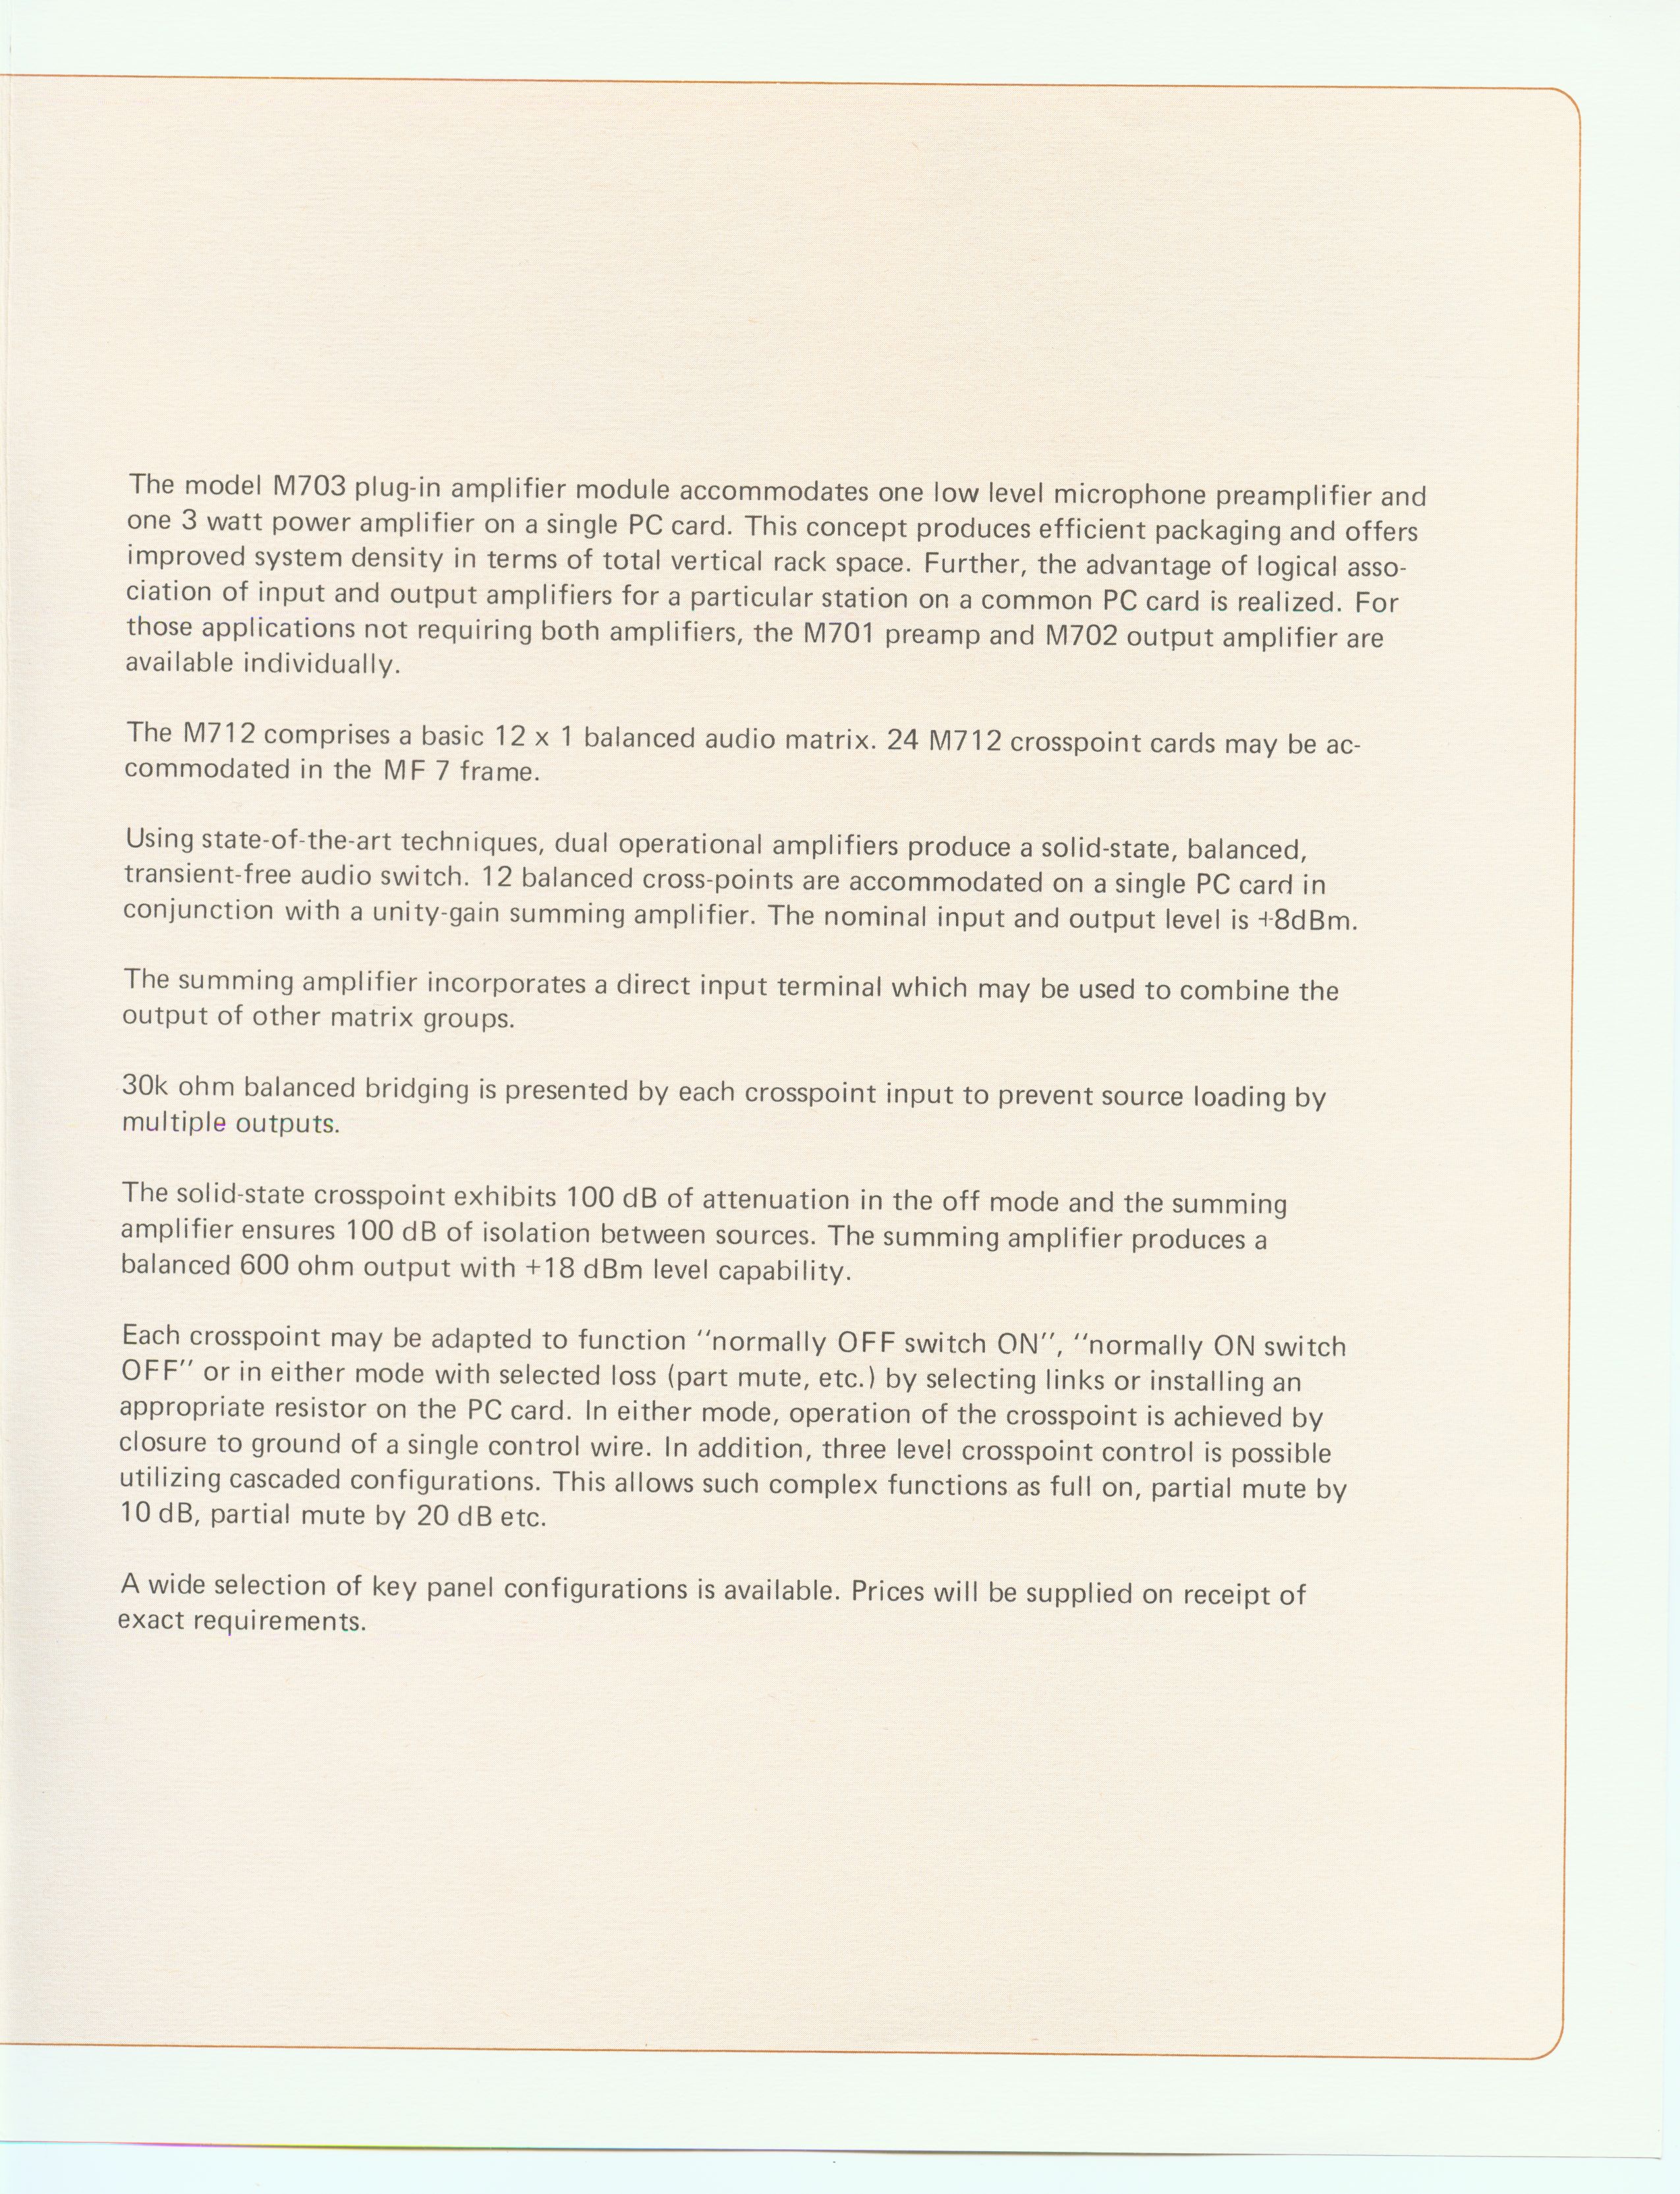 The model M703 plug-in amplifier module accommodates one low level microphone preamplifier and
one 3 watt power amplifier on a single PC card. This concept produces efficient packaging and offers
improved system density in terms of total vertical rack space. Further, the advantage of logical asso-
ciation of input and output amplifiers for a particular station on a common PC card is realized. For
those applications not requiring both amplifiers, the M701 preamp and M702 output amplifier are
available individually.
The M712 comprises a basic 12 x 1 balanced audio matrix. 24 M712 crosspoint cards may be ac-
commodated in the MF 7 frame.
Using state-of-the-art techniques, dual operational amplifiers produce a solid-state, balanced,
transient-free audio switch. 12 balanced cross-points are accommodated on a single PC card in
conjunction with a unity-gain summing amplifier. The nominal input and output level is +8dBm.
The summing amplifier incorporates a direct input terminal which may be used to combine the
output of other matrix groups.
30k ohm balanced bridging is presented by each crosspoint input to prevent source loading by
multiple outputs.
The solid-state crosspoint exhibits 100 dB of attenuation in the off mode and the summing
amplifier ensures 100 dB of isolation between sources. The summing amplifier produces a
balanced 600 ohm output with +18 dBm level capability.
Each crosspoint may be adapted to function "normally OFF switch ON", "normally ON switch
OFF" or in either mode with selected loss (part mute, etc.) by selecting links or installing an
appropriate resistor on the PC card. In either mode, operation of the crosspoint is achieved by
closure to ground of a single control wire. In addition, three level crosspoint control is possible
utilizing cascaded configurations. This allows such complex functions as full on, partial mute by
10 dB, partial mute by 20 dB etc.
A wide selection of key panel configurations is available. Prices will be supplied on receipt of
exact requirements.